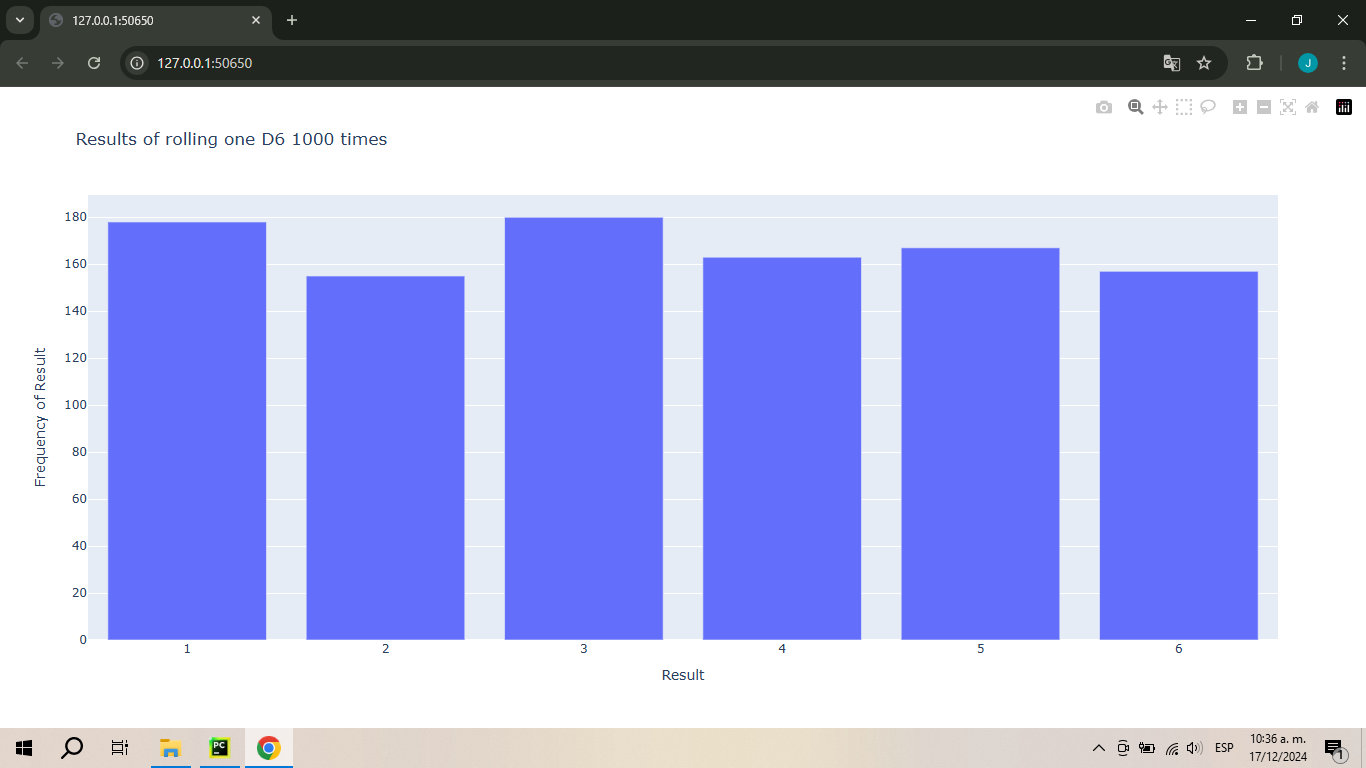 127.0.0.1:50650
127.0.0.1:50650
J
Results of rolling one D6 1000 times
180
160
140
120
100
80
60
40
20
0
Frequency of Result
1 2 3 4 5 6
Result
PC
ESP
10:36 a. m.
17/12/2024
1